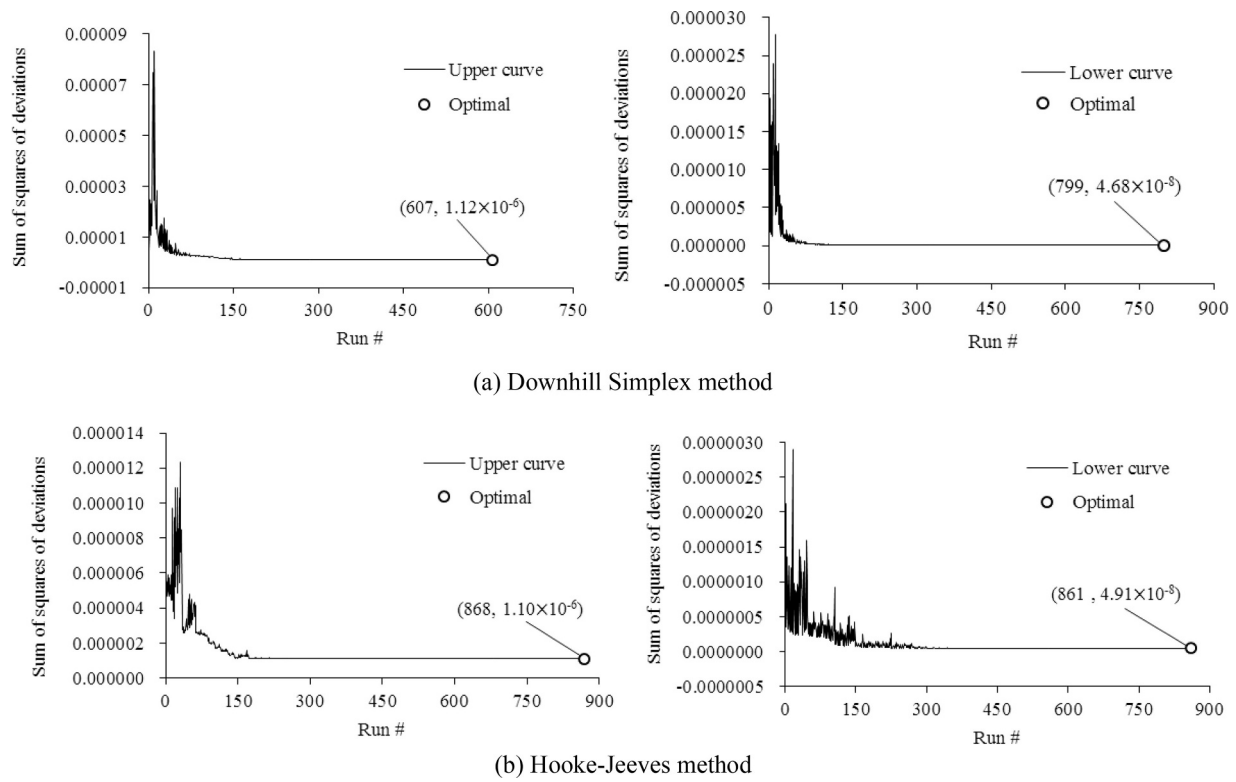 0.00009
0.00007
0.00005
0.00003
0.00001
-0.00001
Sum of squares of deviations
Upper curve
Optimal
(607, 1.12×10⁻⁶)
0 150 300 450 600 750
Run #
0.000030
0.000025
0.000020
0.000015
0.000010
0.000005
0.000000
-0.000005
Sum of squares of deviations
Lower curve
Optimal
(799, 4.68×10⁻⁸)
0 150 300 450 600 750 900
Run #
(a) Downhill Simplex method
0.000014
0.000012
0.000010
0.000008
0.000006
0.000004
0.000002
0.000000
Sum of squares of deviations
Upper curve
Optimal
(868, 1.10×10⁻⁶)
0 150 300 450 600 750 900
Run #
0.0000030
0.0000025
0.0000020
0.0000015
0.0000010
0.0000005
0.0000000
-0.0000005
Sum of squares of deviations
Lower curve
Optimal
(861 , 4.91×10⁻⁸)
0 150 300 450 600 750 900
Run #
(b) Hooke-Jeeves method